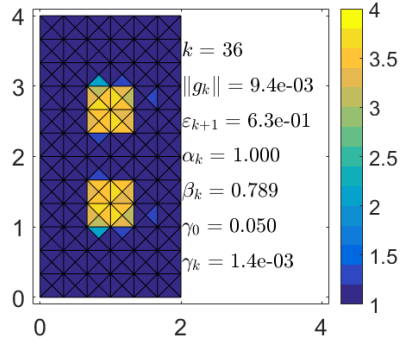 4
3
2
1
0
0
2
4
k = 36
‖g_k‖ = 9.4e-03
ε_{k+1} = 6.3e-01
α_k = 1.000
β_k = 0.789
γ_0 = 0.050
γ_k = 1.4e-03
4
3.5
3
2.5
2
1.5
1